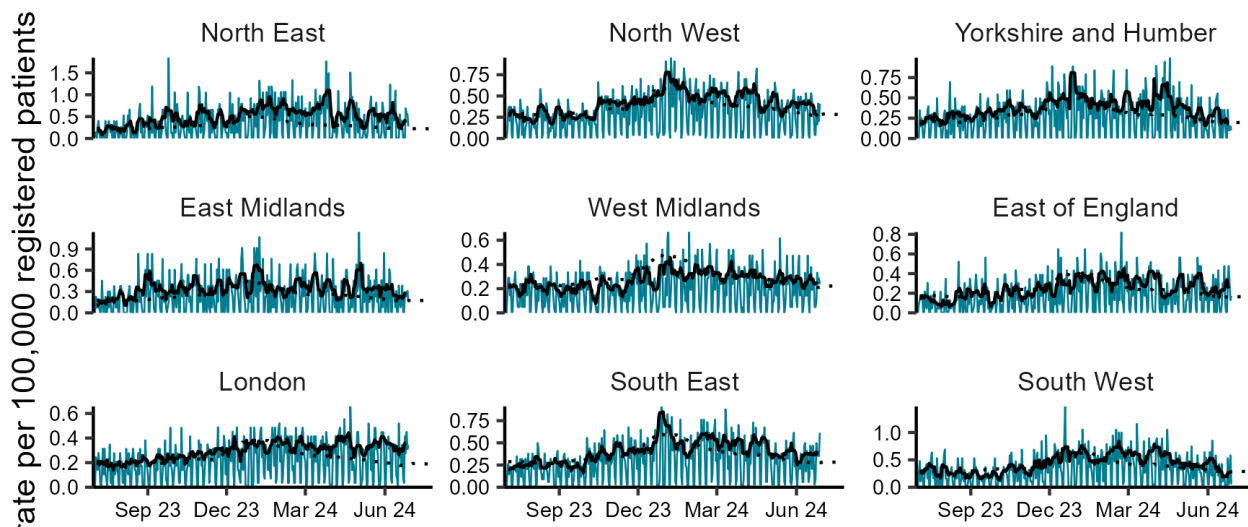 rate per 100,000 registered patients
North East
North West
Yorkshire and Humber
1.5
1.0
0.5
0.0
0.75
0.50
0.25
0.00
0.75
0.50
0.25
0.00
East Midlands
West Midlands
East of England
0.9
0.6
0.3
0.0
0.6
0.4
0.2
0.0
0.8
0.6
0.4
0.2
0.0
London
South East
South West
0.6
0.4
0.2
0.0
0.75
0.50
0.25
0.00
1.0
0.5
0.0
Sep 23 Dec 23 Mar 24 Jun 24
Sep 23 Dec 23 Mar 24 Jun 24
Sep 23 Dec 23 Mar 24 Jun 24